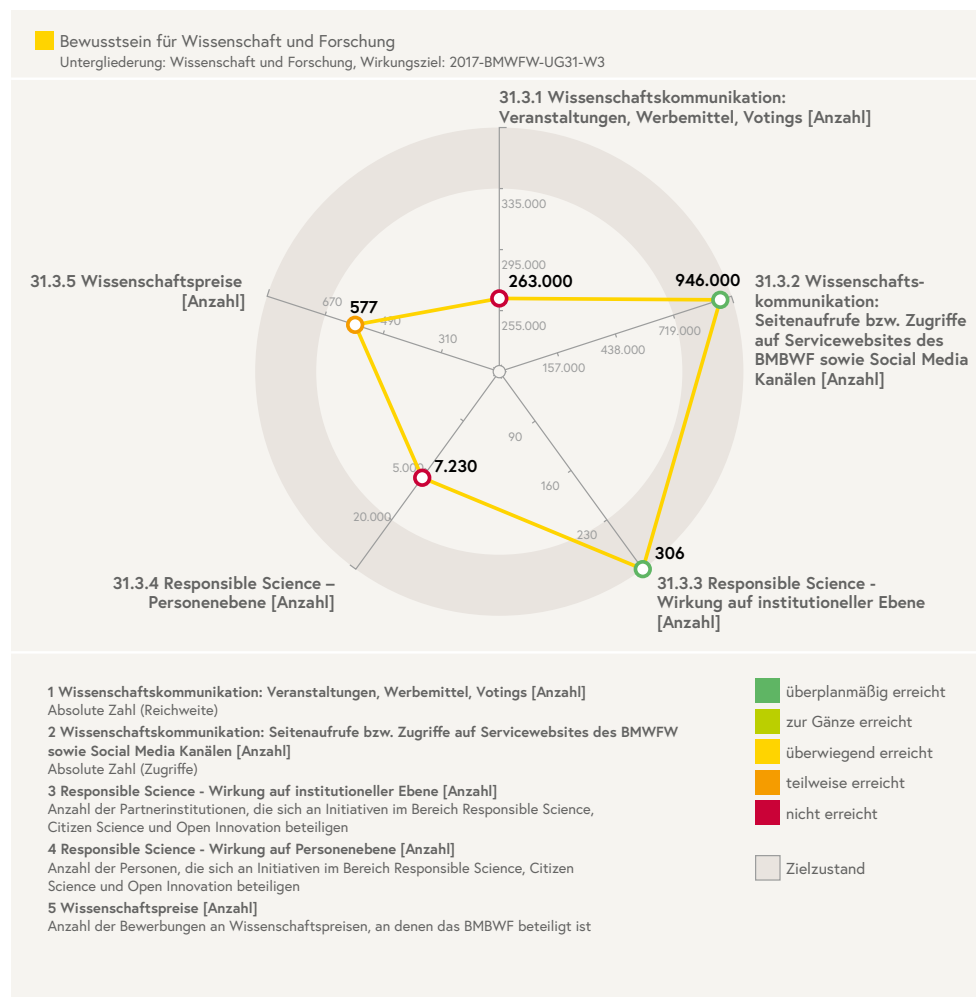 Bewusstsein für Wissenschaft und Forschung
Untergliederung: Wissenschaft und Forschung, Wirkungsziel: 2017-BMWFW-UG31-W3
31.3.1 Wissenschaftskommunikation:
Veranstaltungen, Werbemittel, Votings [Anzahl]
335.000
295.000
263.000
255.000
946.000
31.3.2 Wissenschafts-
kommunikation:
Seitenaufrufe bzw. Zugriffe
auf Servicewebsites des
BMBWF sowie Social Media
Kanälen [Anzahl]
719.000
438.000
157.000
31.3.5 Wissenschaftspreise
[Anzahl]
670
577
490
310
90
160
230
306
31.3.3 Responsible Science -
Wirkung auf institutioneller Ebene
[Anzahl]
5.000
7.230
20.000
31.3.4 Responsible Science –
Personenebene [Anzahl]
1 Wissenschaftskommunikation: Veranstaltungen, Werbemittel, Votings [Anzahl]
Absolute Zahl (Reichweite)
2 Wissenschaftskommunikation: Seitenaufrufe bzw. Zugriffe auf Servicewebsites des BMWFW
sowie Social Media Kanälen [Anzahl]
Absolute Zahl (Zugriffe)
3 Responsible Science - Wirkung auf institutioneller Ebene [Anzahl]
Anzahl der Partnerinstitutionen, die sich an Initiativen im Bereich Responsible Science,
Citizen Science und Open Innovation beteiligen
4 Responsible Science - Wirkung auf Personenebene [Anzahl]
Anzahl der Personen, die sich an Initiativen im Bereich Responsible Science, Citizen
Science und Open Innovation beteiligen
5 Wissenschaftspreise [Anzahl]
Anzahl der Bewerbungen an Wissenschaftspreisen, an denen das BMBWF beteiligt ist
überplanmäßig erreicht
zur Gänze erreicht
überwiegend erreicht
teilweise erreicht
nicht erreicht
Zielzustand